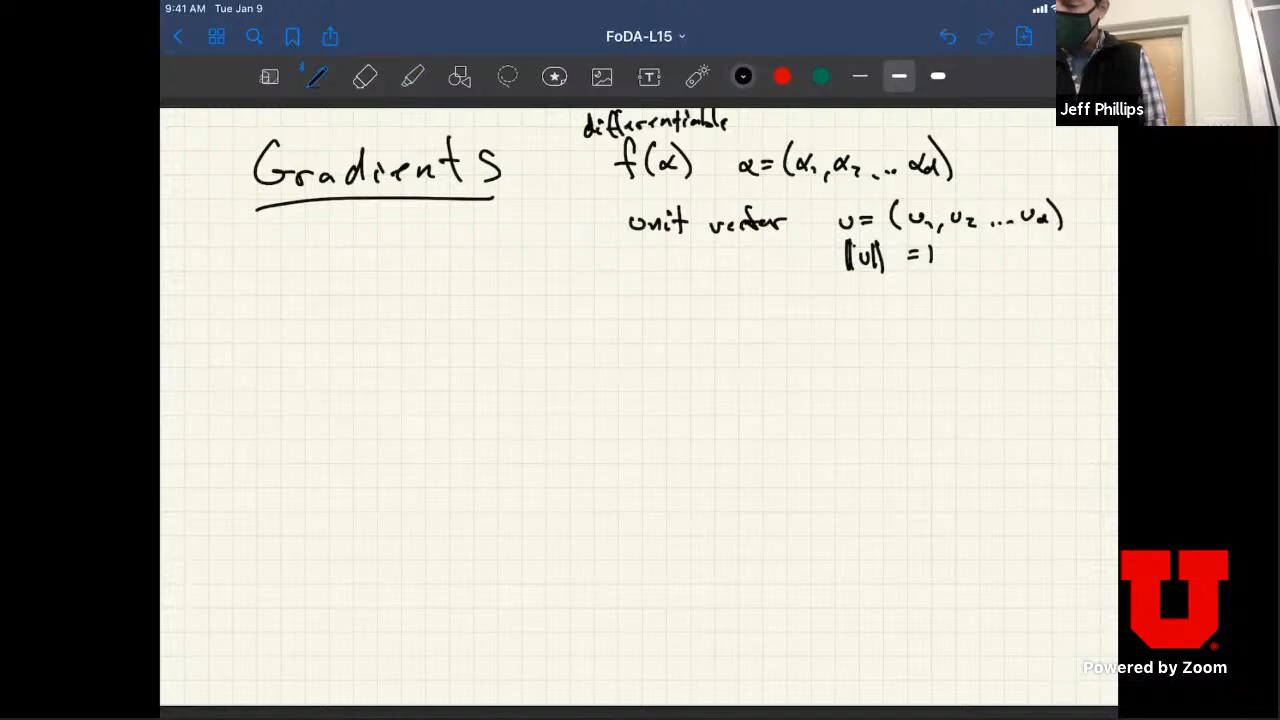 9:41 AM Tue Jan 9
FoDA-L15
T
Jeff Phillips
differentiable
Gradients
f(α) α=(α₁,α₂ ... αd)
unit vector u= (u₁,u₂ ... ud)
||u|| =1
U
Powered by Zoom